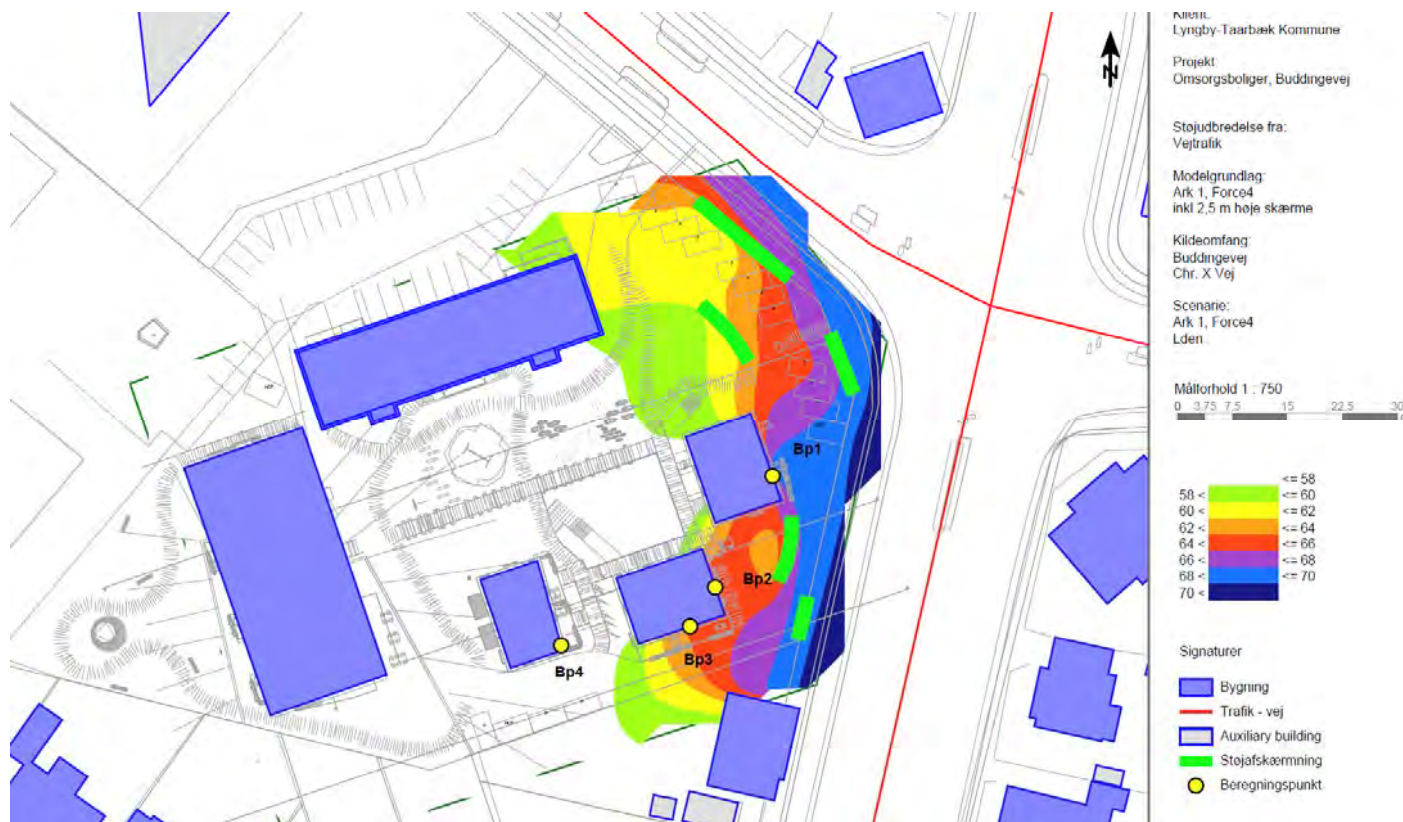 Klient:
Lyngby-Taarbæk Kommune
Projekt
Omsorgsboliger, Buddingevej
Støjudbredelse fra:
Vejtrafik
Modelgrundlag:
Ark 1, Force4
inkl 2,5 m høje skærme
Kildeomfang:
Buddingevej
Chr. X Vej
Scenarie:
Ark 1, Force4
Lden
Målforhold 1 : 750
0 3,75 7,5 15 22,5 30
<= 58
58 < <= 60
60 < <= 62
62 < <= 64
64 < <= 66
66 < <= 68
68 < <= 70
70 <
Signaturer
Bygning
Trafik - vej
Auxiliary building
Støjafskærmning
Beregningspunkt
N
Bp1
Bp2
Bp3
Bp4